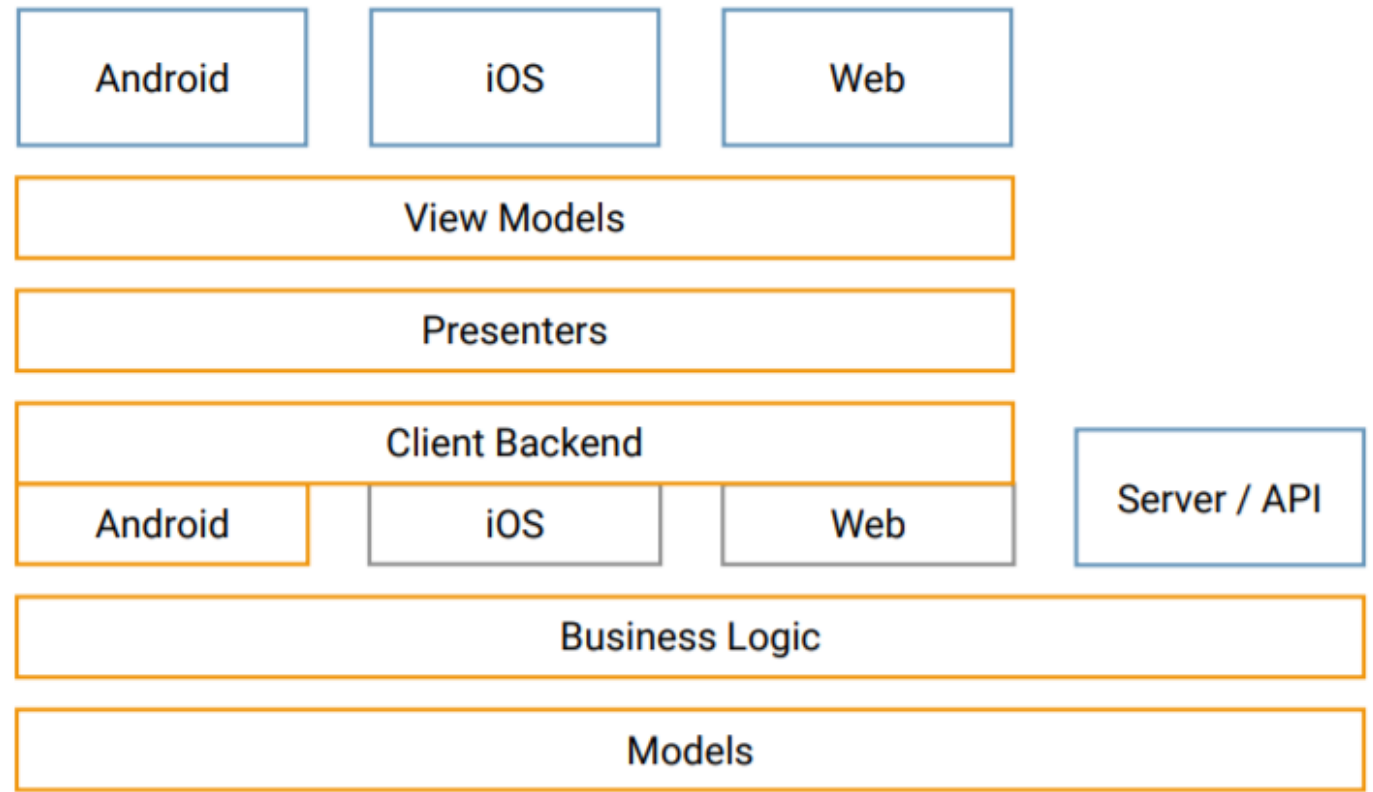 Android
iOS
Web
View Models
Presenters
Client Backend
Android
iOS
Web
Server / API
Business Logic
Models